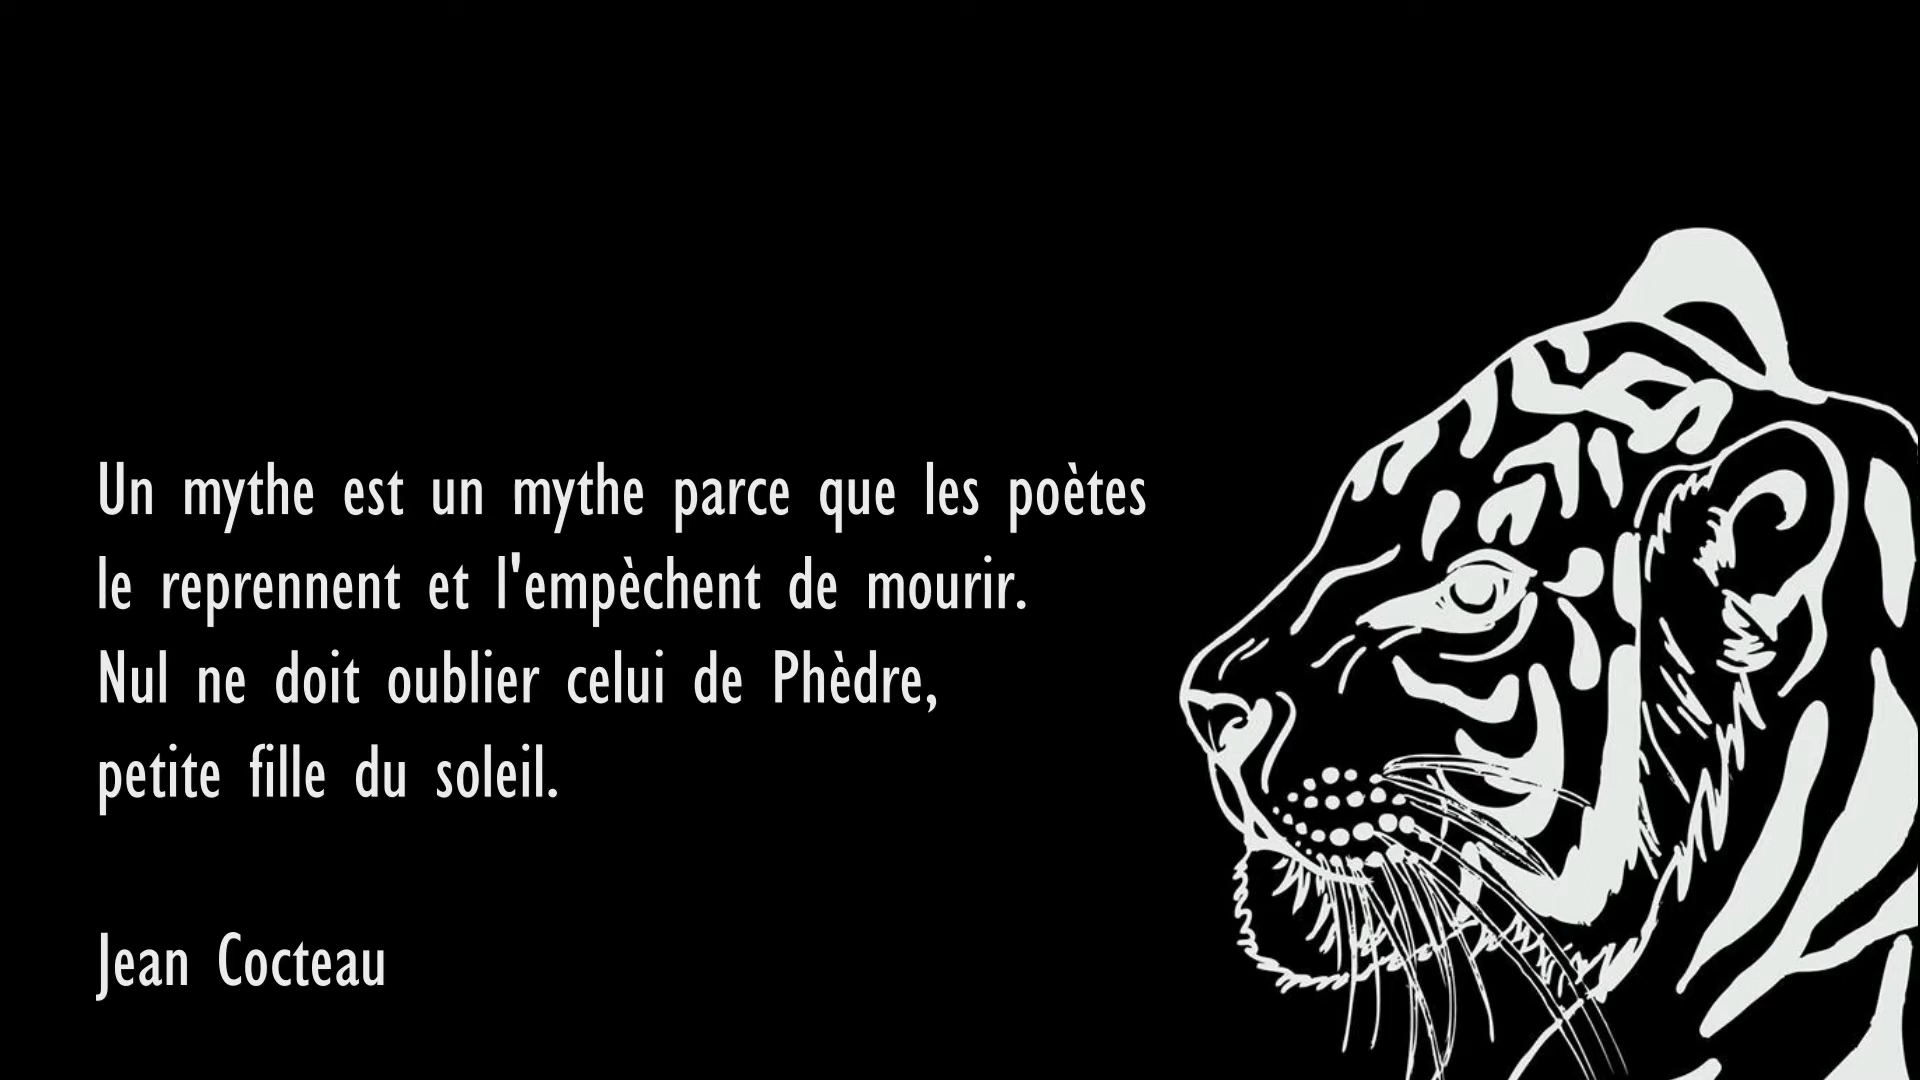 Un mythe est un mythe parce que les poètes
le reprennent et l'empèchent de mourir.
Nul ne doit oublier celui de Phèdre,
petite fille du soleil.
Jean Cocteau